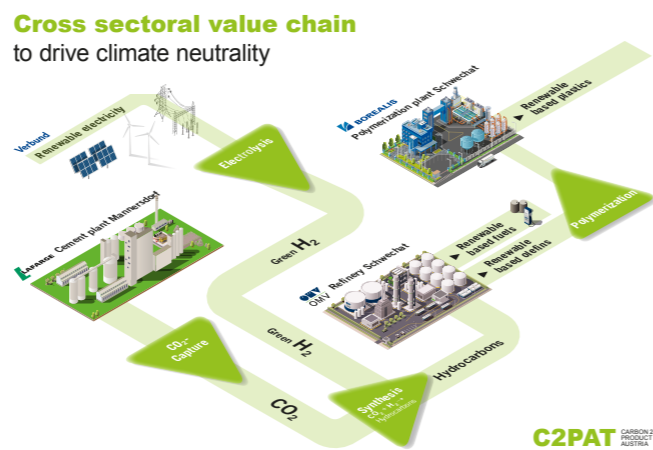 Cross sectoral value chain
to drive climate neutrality
Verbund
Renewable electricity
Electrolysis
BOREALIS
Polymerization plant Schwechat
Renewable
based plastics
Polymerization
LAFARGE Cement plant Mannersdorf
Green H2
OMV
OMV Refinery Schwechat
Renewable
based fuels
Renewable
based olefins
CO2-
Capture
Green H2
CO2
Synthesis
CO2 + H2 →
Hydrocarbons
Hydrocarbons
C2PAT
CARBON 2
PRODUCT
AUSTRIA